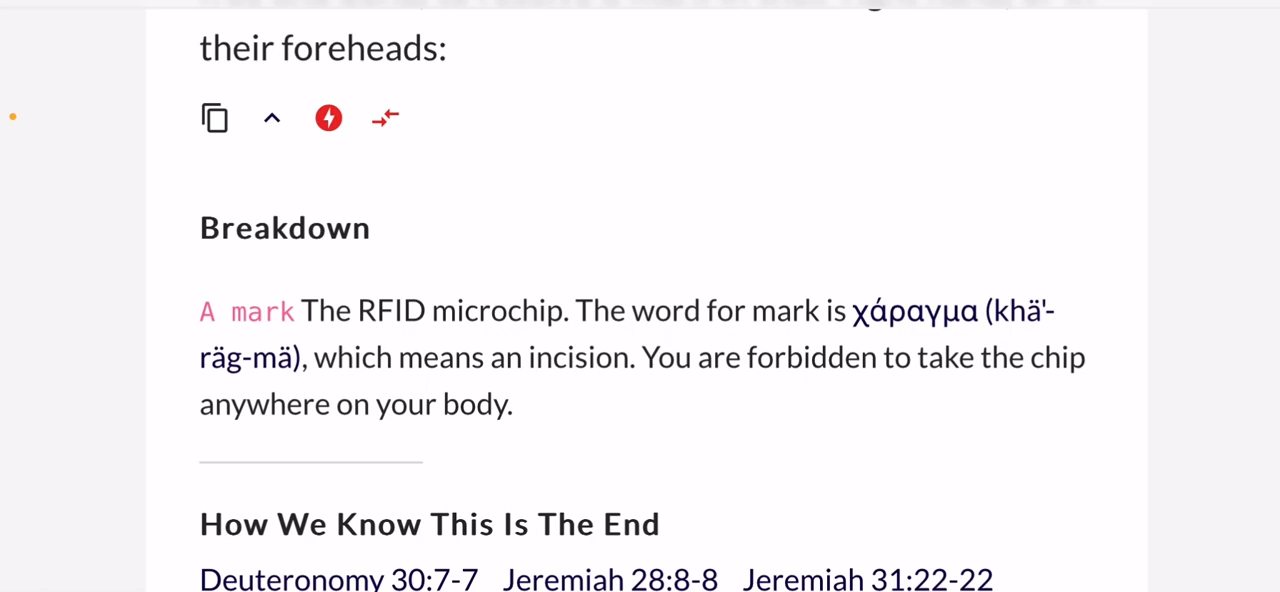 their foreheads:
Breakdown
A mark The RFID microchip. The word for mark is χάραγμα (khä'-
räg-mä), which means an incision. You are forbidden to take the chip
anywhere on your body.
How We Know This Is The End
Deuteronomy 30:7-7 Jeremiah 28:8-8 Jeremiah 31:22-22